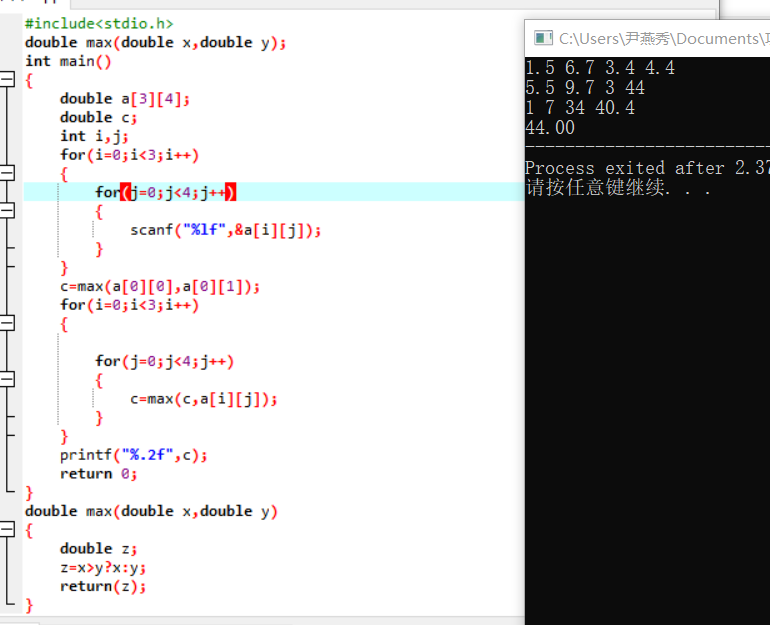 #include<stdio.h>
double max(double x,double y);
int main()
{
double a[3][4];
double c;
int i,j;
for(i=0;i<3;i++)
{
for(j=0;j<4;j++)
{
scanf("%lf",&a[i][j]);
}
}
c=max(a[0][0],a[0][1]);
for(i=0;i<3;i++)
{
for(j=0;j<4;j++)
{
c=max(c,a[i][j]);
}
}
printf("%.2f",c);
return 0;
}
double max(double x,double y)
{
double z;
z=x>y?x:y;
return(z);
}
C:\Users\尹燕秀\Documents\
1.5 6.7 3.4 4.4
5.5 9.7 3 44
1 7 34 40.4
44.00
--------------------------------
Process exited after 2.37
请按任意键继续. . .